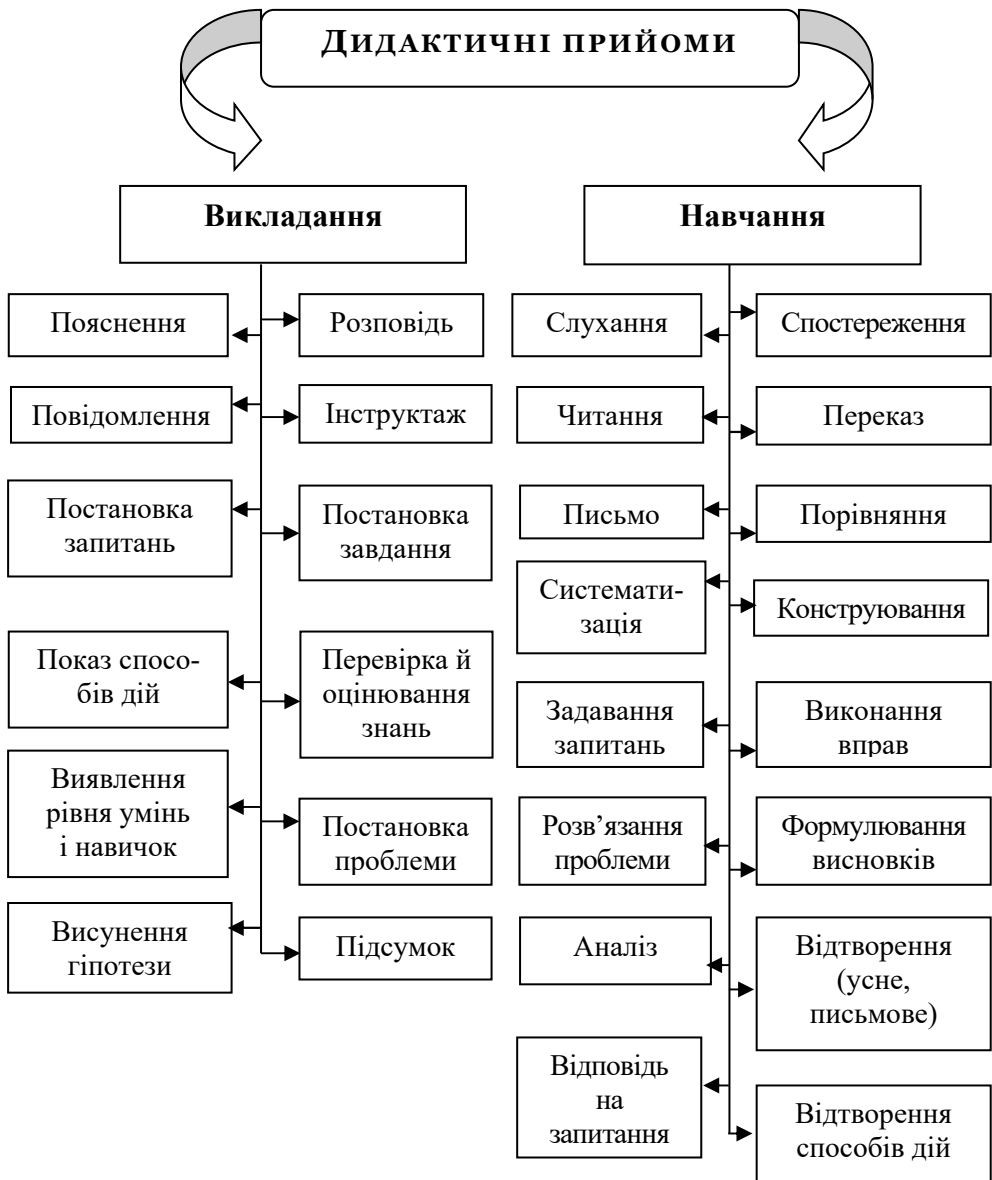 ДИДАКТИЧНІ ПРИЙОМИ
Викладання
Навчання
Пояснення
Розповідь
Слухання
Спостереження
Повідомлення
Інструктаж
Читання
Переказ
Постановка
запитань
Постановка
завдання
Письмо
Порівняння
Системати-
зація
Конструювання
Показ спосо-
бів дій
Перевірка й
оцінювання
знань
Задавання
запитань
Виконання
вправ
Виявлення
рівня умінь
і навичок
Постановка
проблеми
Розв’язання
проблеми
Формулювання
висновків
Висунення
гіпотези
Підсумок
Аналіз
Відтворення
(усне,
письмове)
Відповідь
на
запитання
Відтворення
способів дій